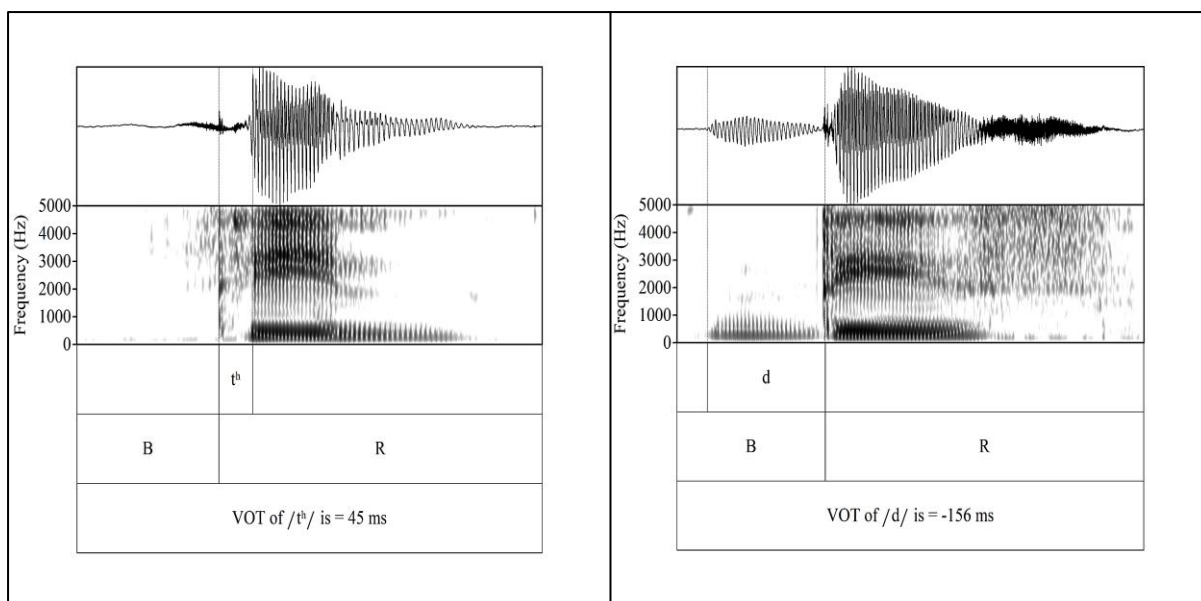 5000
4000
3000
2000
1000
0
Frequency (Hz)
tʰ
B R
VOT of /tʰ/ is = 45 ms
5000
4000
3000
2000
1000
0
Frequency (Hz)
d
B R
VOT of /d/ is = -156 ms